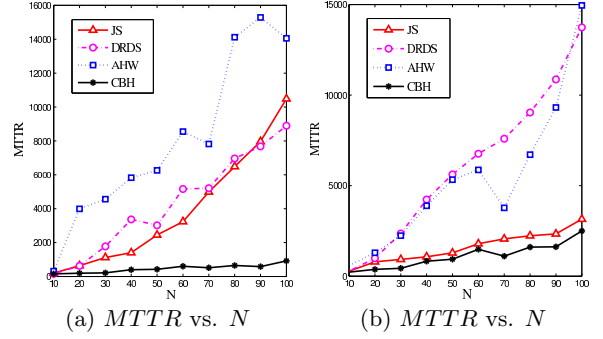 16000
14000
12000
10000
8000
6000
4000
2000
0
MTTR
JS
DRDS
AHW
CBH
10 20 30 40 50 60 70 80 90 100
N
(a) MTTR vs. N
15000
10000
5000
0
MTTR
JS
DRDS
AHW
CBH
10 20 30 40 50 60 70 80 90 100
N
(b) MTTR vs. N